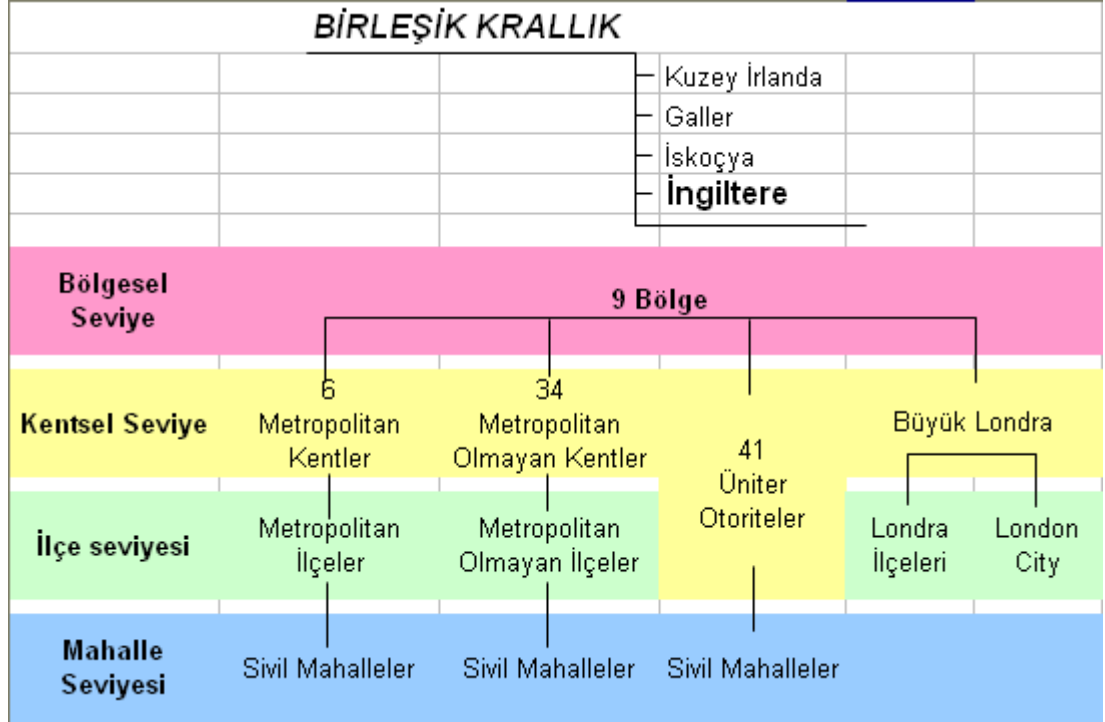 BİRLEŞİK KRALLIK
Kuzey İrlanda
Galler
İskoçya
İngiltere
Bölgesel
Seviye
9 Bölge
Kentsel Seviye
6
Metropolitan
Kentler
34
Metropolitan
Olmayan Kentler
41
Üniter
Otoriteler
Büyük Londra
İlçe seviyesi
Metropolitan
İlçeler
Metropolitan
Olmayan İlçeler
Londra
İlçeleri
London
City
Mahalle
Seviyesi
Sivil Mahalleler
Sivil Mahalleler
Sivil Mahalleler